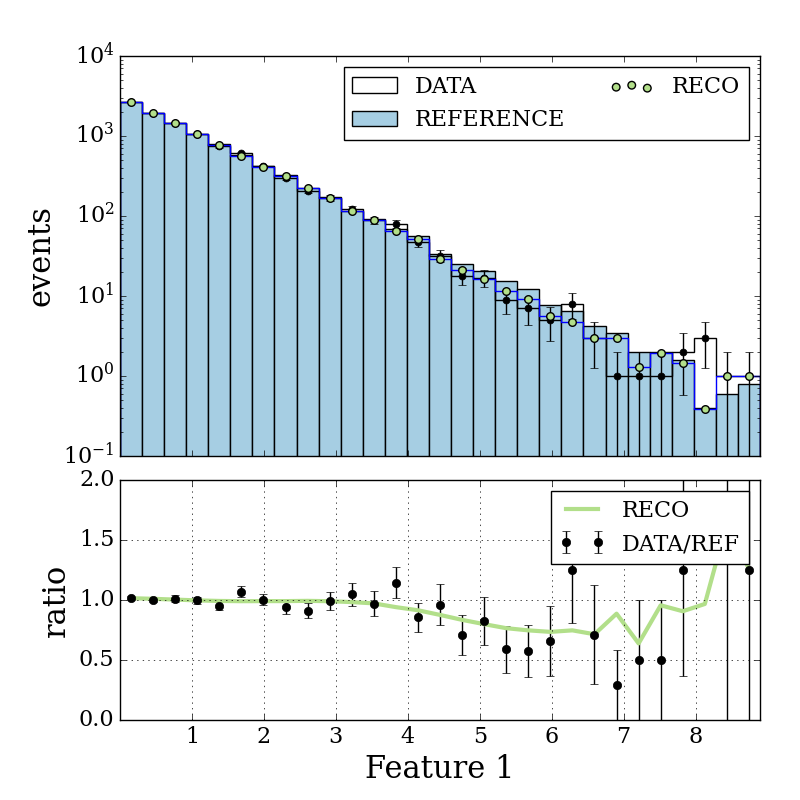 10^4
DATA RECO
REFERENCE
10^3
10^2
events
10^1
10^0
10^-1
2.0
RECO
DATA/REF
1.5
ratio
1.0
0.5
0.0
1 2 3 4 5 6 7 8
Feature 1